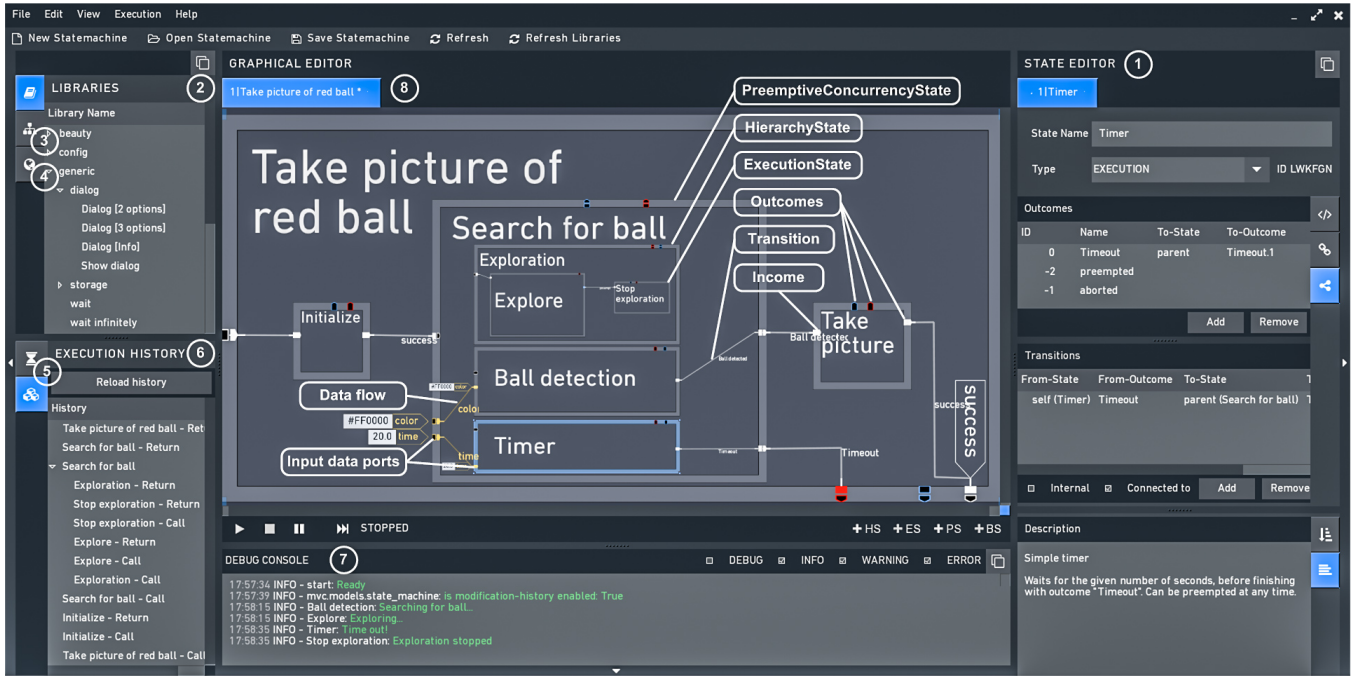 File Edit View Execution Help
New Statemachine Open Statemachine Save Statemachine Refresh Refresh Libraries
LIBRARIES 2
Library Name
beauty
3
config
4
generic
dialog
Dialog [2 options]
Dialog [3 options]
Dialog [Info]
Show dialog
storage
wait
wait infinitely
EXECUTION HISTORY 6
5
Reload history
History
Take picture of red ball - Ret
Search for ball - Return
Search for ball
Exploration - Return
Stop exploration - Return
Stop exploration - Call
Explore - Return
Explore - Call
Exploration - Call
Search for ball - Call
Initialize - Return
Initialize - Call
Take picture of red ball - Call
GRAPHICAL EDITOR
1|Take picture of red ball * 8
PreemptiveConcurrencyState
HierarchyState
ExecutionState
Outcomes
Transition
Income
Take picture of
red ball
Search for ball
Exploration
Explore
Stop
exploration
Initialize
success
Ball detection
Ball detected
Ball detected
Take
picture
Data flow
#FF0000 color
color
#FF0000 color
20.0 time
time
Input data ports
Timer
Timeout
Timeout
success
success
STOPPED
+HS +ES +PS +BS
DEBUG CONSOLE 7 DEBUG INFO WARNING ERROR
17:57:34 INFO - start: Ready
17:57:39 INFO - mvc.models.state_machine: is modification-history enabled: True
17:58:15 INFO - Ball detection: Searching for ball...
17:58:15 INFO - Explore: Exploring...
17:58:35 INFO - Timer: Time out!
17:58:35 INFO - Stop exploration: Exploration stopped
STATE EDITOR 1
1|Timer
State Name Timer
Type EXECUTION ID LWKFGN
Outcomes
ID Name To-State To-Outcome
0 Timeout parent Timeout.1
-2 preempted
-1 aborted
Add Remove
Transitions
From-State From-Outcome To-State T
self (Timer) Timeout parent (Search for ball) T
Internal Connected to Add Remove
Description
Simple timer
Waits for the given number of seconds, before finishing
with outcome "Timeout". Can be preempted at any time.